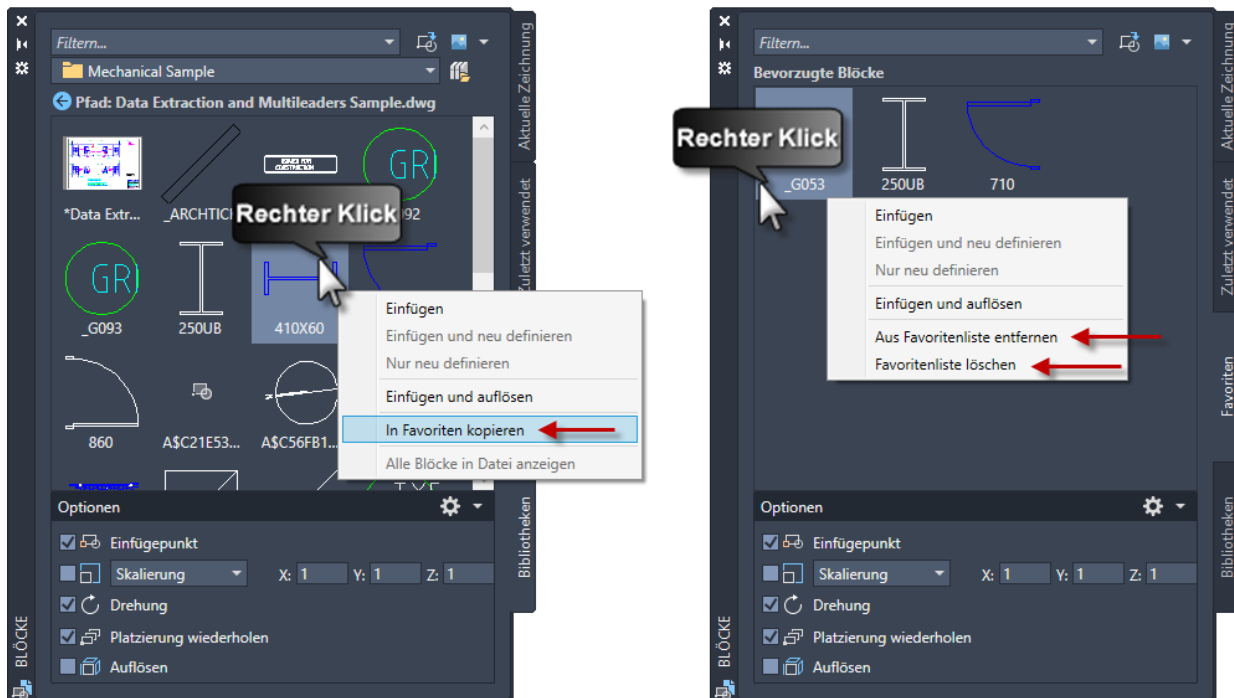 Filtern...
Mechanical Sample
Pfad: Data Extraction and Multileaders Sample.dwg
GRI
*Data Extr...
_ARCHTIC
Rechter Klick
092
GRI
_G093
250UB
410X60
Einfügen
Einfügen und neu definieren
Nur neu definieren
Einfügen und auflösen
In Favoriten kopieren
Alle Blöcke in Datei anzeigen
860
A$C21E53...
A$C56FB1...
Optionen
Einfügepunkt
Skalierung
X: 1 Y: 1 Z: 1
Drehung
Platzierung wiederholen
Auflösen
BLÖCKE
Aktuelle Zeichnung
Zuletzt verwendet
Bibliotheken
Filtern...
Bevorzugte Blöcke
Rechter Klick
_G053
250UB
710
Einfügen
Einfügen und neu definieren
Nur neu definieren
Einfügen und auflösen
Aus Favoritenliste entfernen
Favoritenliste löschen
Optionen
Einfügepunkt
Skalierung
X: 1 Y: 1 Z: 1
Drehung
Platzierung wiederholen
Auflösen
BLÖCKE
Aktuelle Zeichnung
Zuletzt verwendet
Favoriten
Bibliotheken